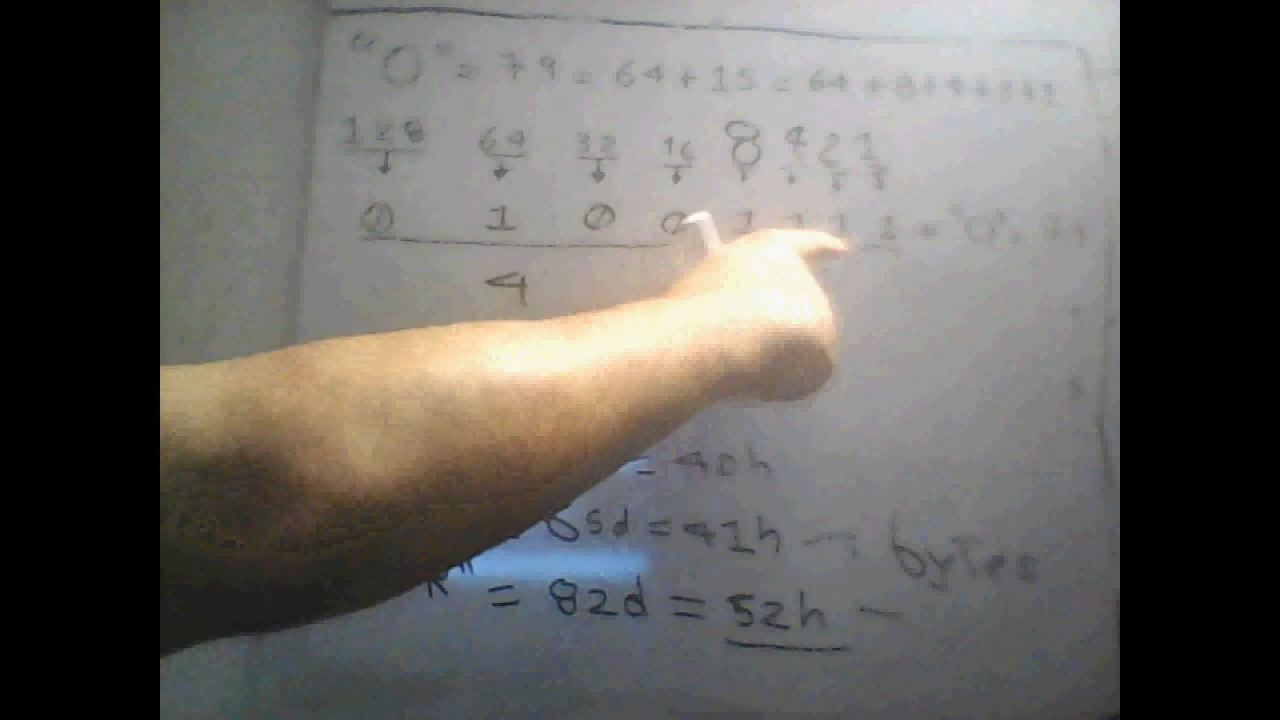 "O" = 79 = 64 + 15 = 64 + 8 + 4 + 2 + 1
128 64 32 16 8 4 2 1
0 1 0 0 1 1 1 1 = "O" = 79
4
= 40h
65d = 41h — bytes
R" = 82d = 52h —